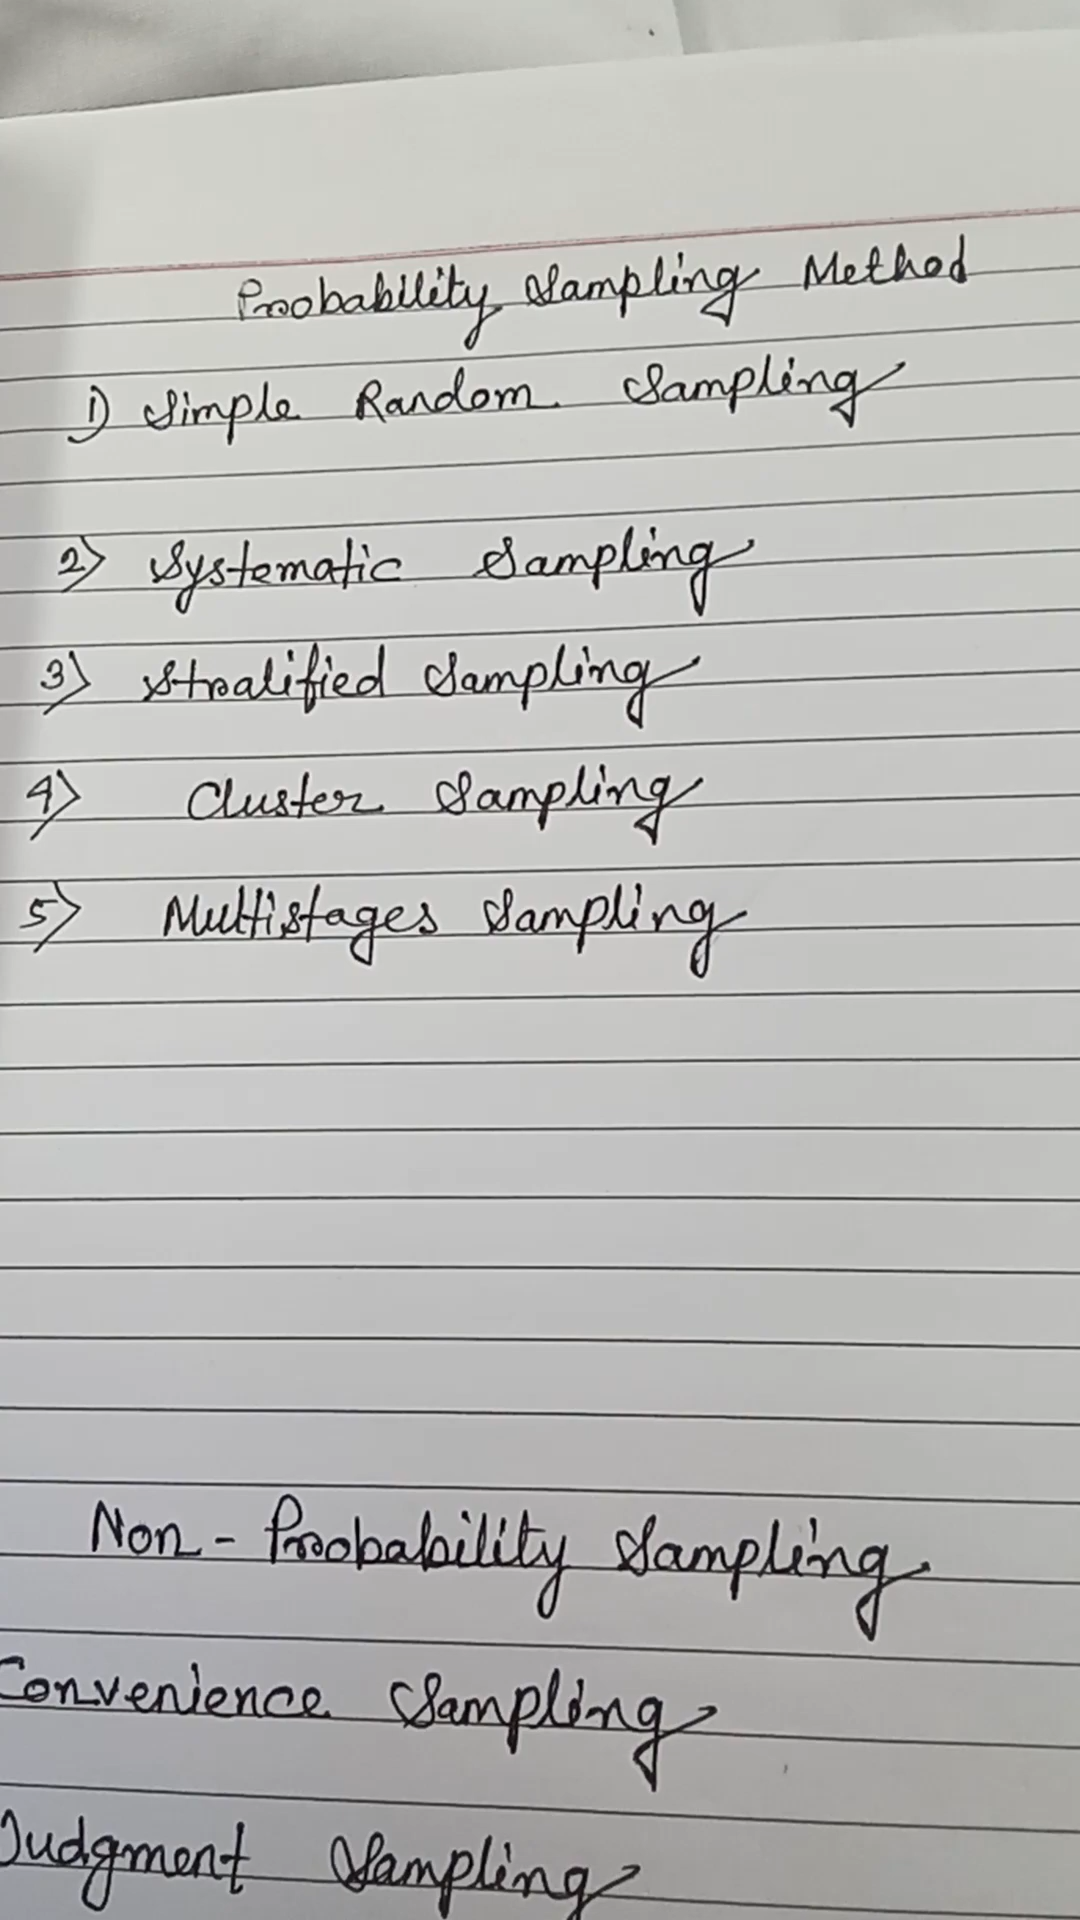 Probability Sampling Method
1) Simple Random Sampling
2) Systematic Sampling
3) Stratified Sampling
4) Cluster Sampling
5) Multistages Sampling
Non - Probability Sampling
Convenience Sampling
Judgment Sampling